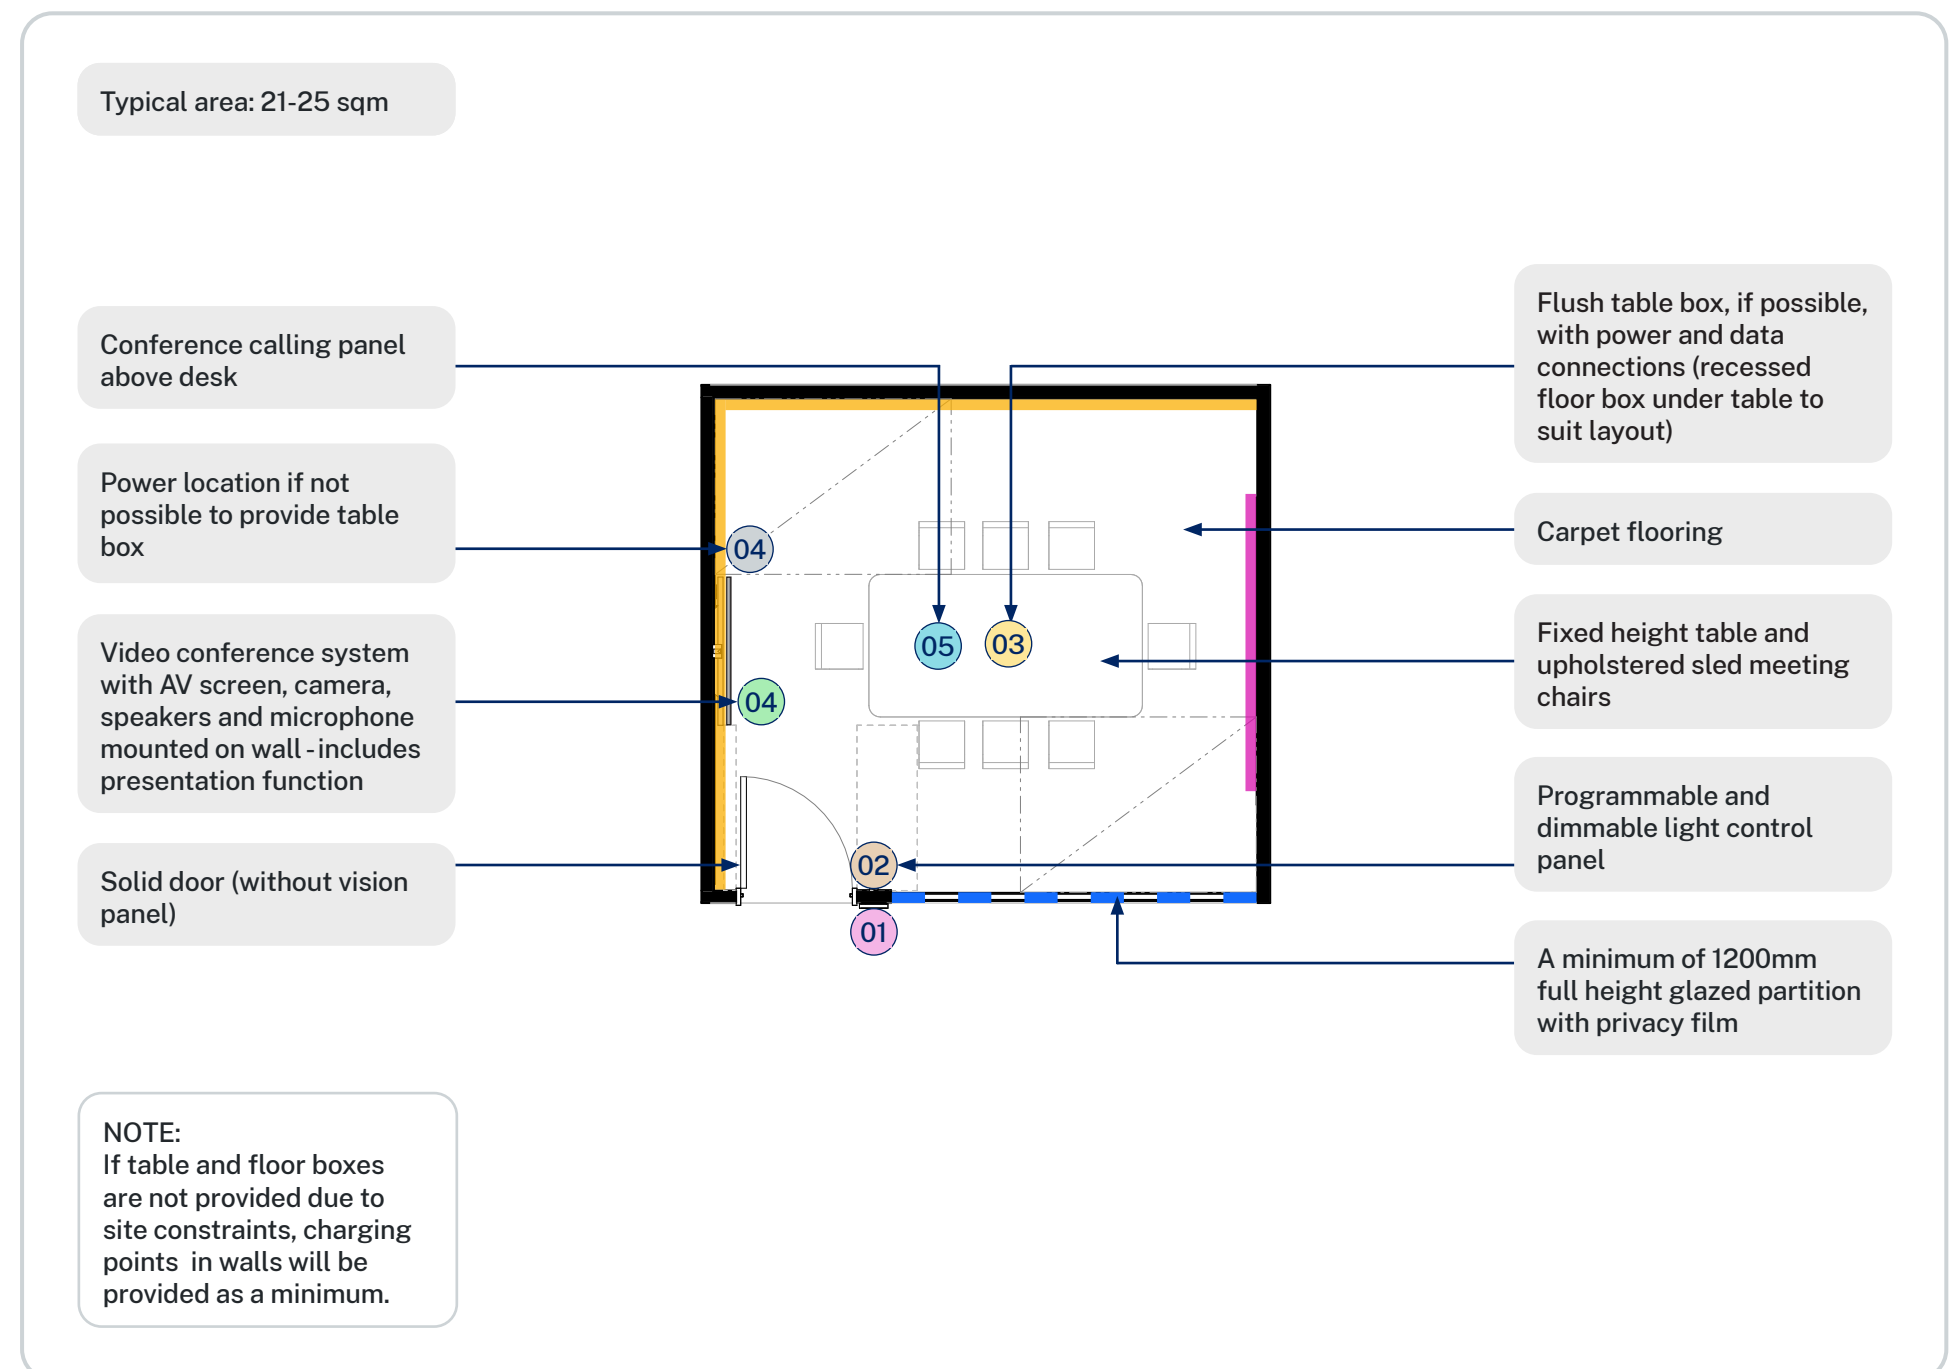 Typical area: 21-25 sqm
Conference calling panel
above desk
Power location if not
possible to provide table
box
Video conference system
with AV screen, camera,
speakers and microphone
mounted on wall - includes
presentation function
Solid door (without vision
panel)
NOTE:
If table and floor boxes
are not provided due to
site constraints, charging
points in walls will be
provided as a minimum.
04
04
05
03
02
01
Flush table box, if possible,
with power and data
connections (recessed
floor box under table to
suit layout)
Carpet flooring
Fixed height table and
upholstered sled meeting
chairs
Programmable and
dimmable light control
panel
A minimum of 1200mm
full height glazed partition
with privacy film